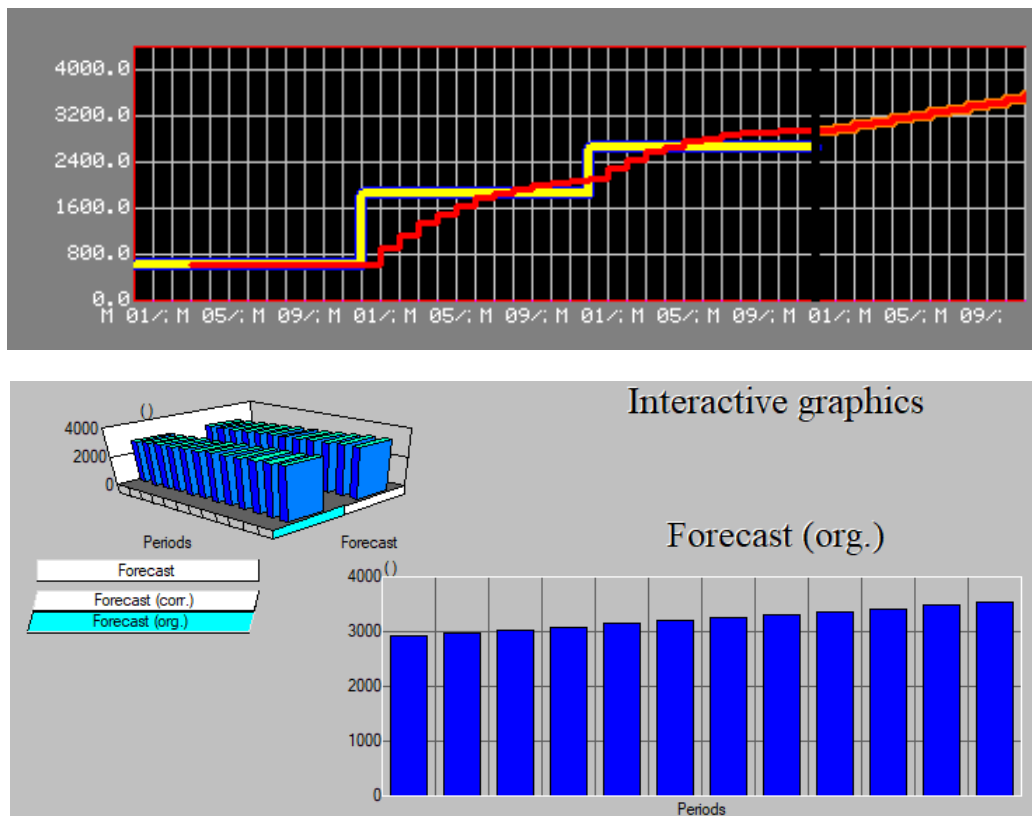 4000.0
3200.0
2400.0
1600.0
800.0
0.0
M 01/: M 05/: M 09/: M 01/: M 05/: M 09/: M 01/: M 05/: M 09/: M 01/: M 05/: M 09/:
Interactive graphics
()
4000
2000
0
Periods
Forecast
Forecast
Forecast (corr.)
Forecast (org.)
Forecast (org.)
4000 ()
3000
2000
1000
0
Periods